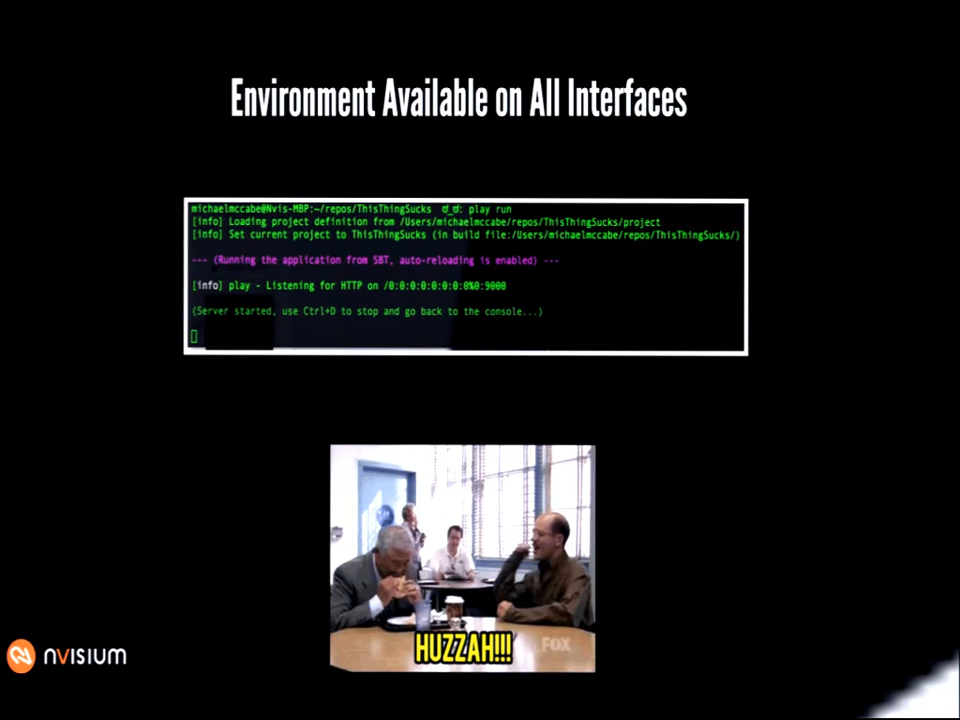 Environment Available on All Interfaces
michaelmccabe@Nvis-MBP:~/repos/ThisThingSucks ಠ_ಠ: play run
[info] Loading project definition from /Users/michaelmccabe/repos/ThisThingSucks/project
[info] Set current project to ThisThingSucks (in build file:/Users/michaelmccabe/repos/ThisThingSucks/)
--- (Running the application from SBT, auto-reloading is enabled) ---
[info] play - Listening for HTTP on /0:0:0:0:0:0:0:0%0:9000
(Server started, use Ctrl+D to stop and go back to the console...)
HUZZAH!!!
FOX
nVISIUM